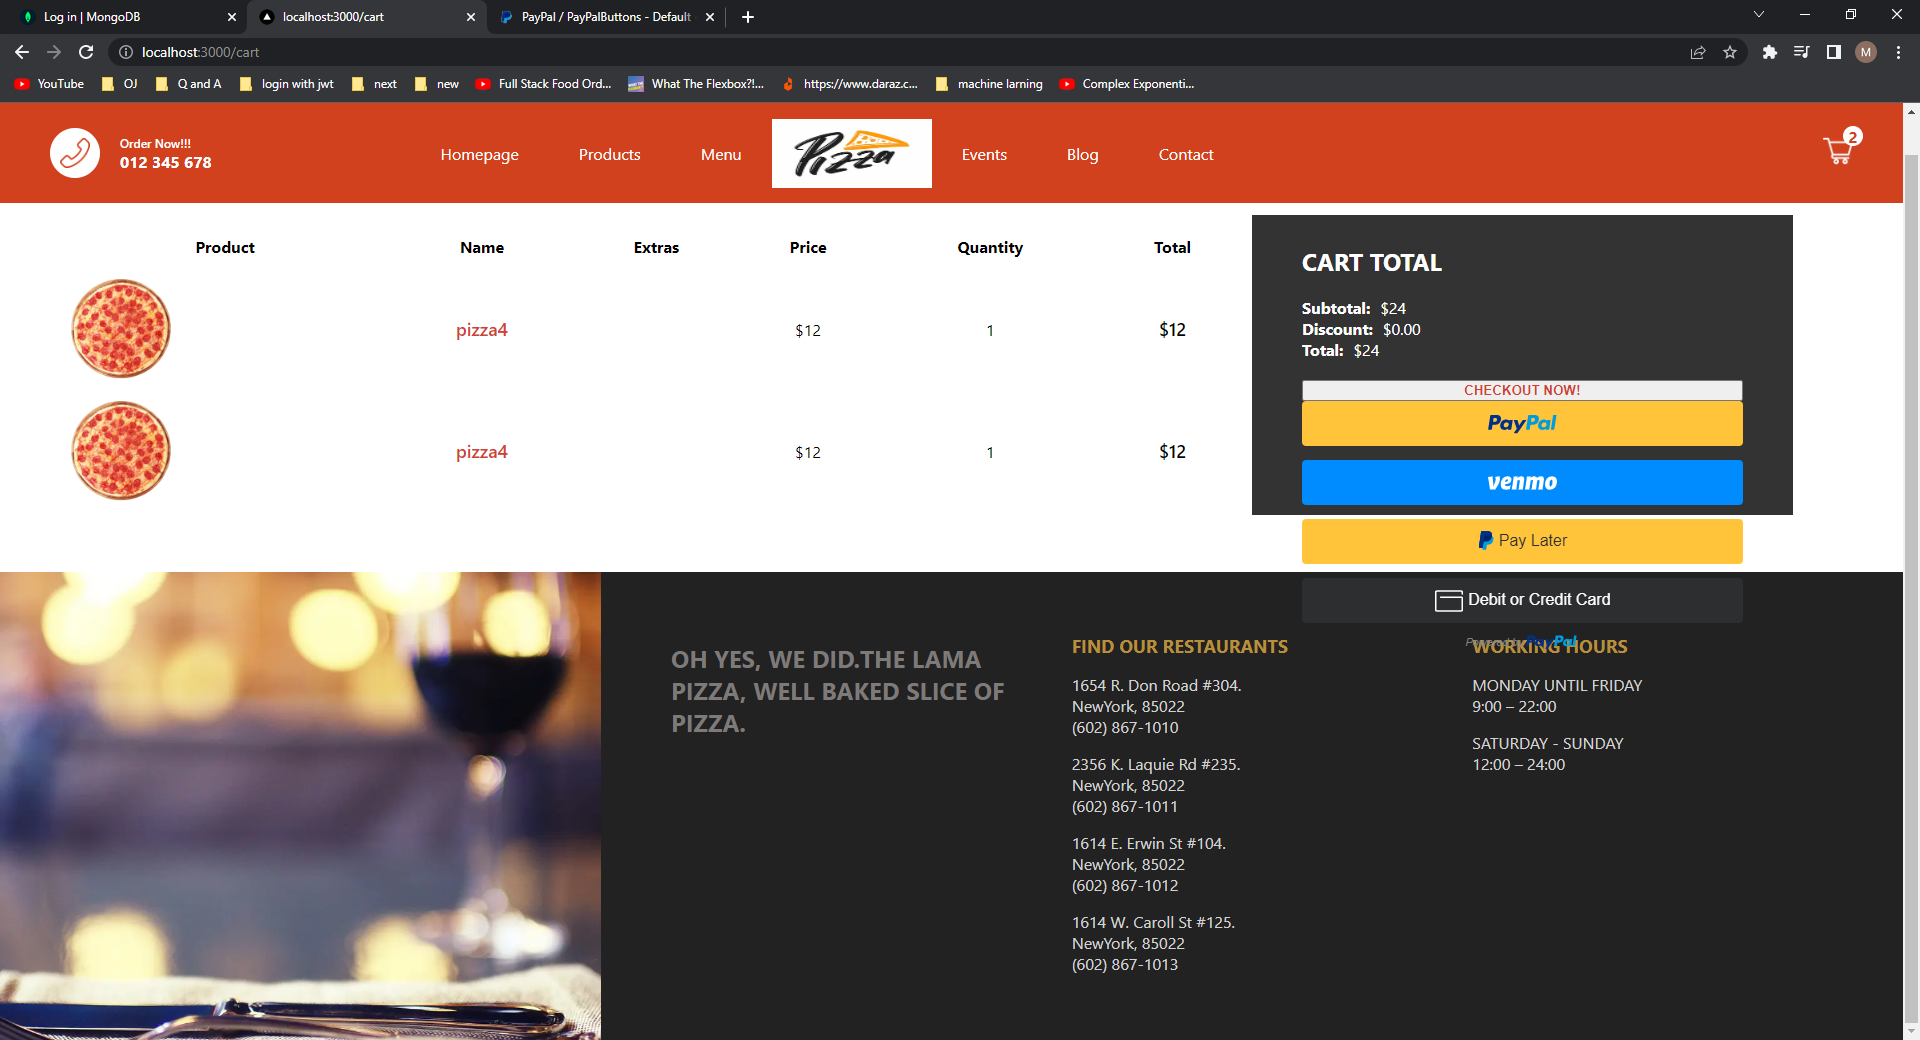 Log in | MongoDB
localhost:3000/cart
PayPal / PayPalButtons - Default
localhost:3000/cart
M
YouTube
OJ
Q and A
login with jwt
next
new
Full Stack Food Ord...
What The Flexbox?!...
https://www.daraz.c...
machine larning
Complex Exponenti...
Order Now!!!
012 345 678
Homepage
Products
Menu
Pizza
Events
Blog
Contact
2
Product Name Extras Price Quantity Total
pizza4 $12 1 $12
pizza4 $12 1 $12
CART TOTAL
Subtotal: $24
Discount: $0.00
Total: $24
CHECKOUT NOW!
PayPal
venmo
Pay Later
Debit or Credit Card
Powered by PayPal
OH YES, WE DID.THE LAMA
PIZZA, WELL BAKED SLICE OF
PIZZA.
FIND OUR RESTAURANTS
1654 R. Don Road #304.
NewYork, 85022
(602) 867-1010
2356 K. Laquie Rd #235.
NewYork, 85022
(602) 867-1011
1614 E. Erwin St #104.
NewYork, 85022
(602) 867-1012
1614 W. Caroll St #125.
NewYork, 85022
(602) 867-1013
WORKING HOURS
MONDAY UNTIL FRIDAY
9:00 – 22:00
SATURDAY - SUNDAY
12:00 – 24:00